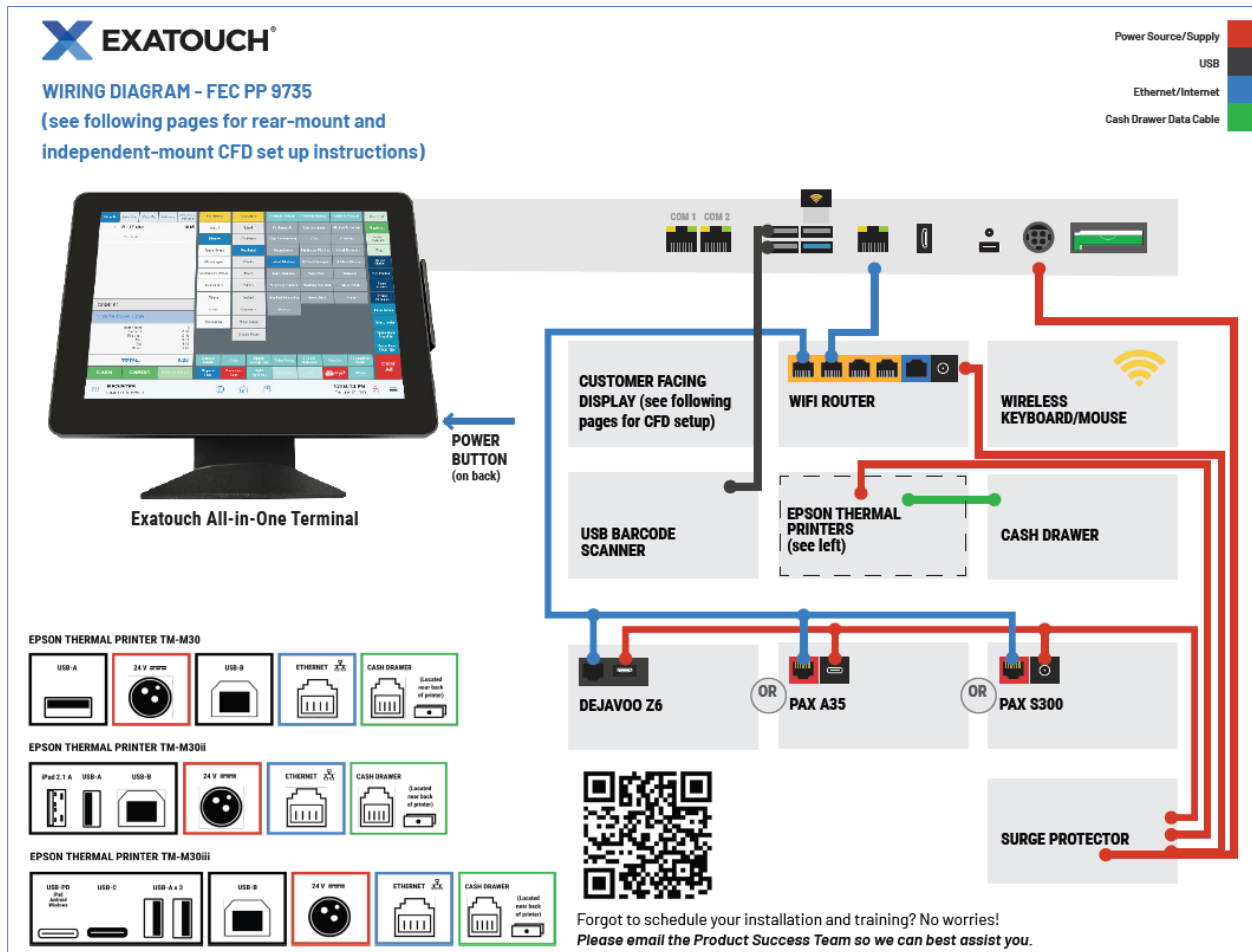 EXATOUCH®
WIRING DIAGRAM - FEC PP 9735
(see following pages for rear-mount and
independent-mount CFD set up instructions)
Power Source/Supply
USB
Ethernet/Internet
Cash Drawer Data Cable
COM 1 COM 2
TOTAL:
CASH
CREDIT
REGISTER
POWER
BUTTON
(on back)
Exatouch All-in-One Terminal
CUSTOMER FACING
DISPLAY (see following
pages for CFD setup)
WIFI ROUTER
WIRELESS
KEYBOARD/MOUSE
USB BARCODE
SCANNER
EPSON THERMAL
PRINTERS
(see left)
CASH DRAWER
DEJAVOO Z6
OR
PAX A35
OR
PAX S300
SURGE PROTECTOR
EPSON THERMAL PRINTER TM-M30
USB-A
24 V
USB-B
ETHERNET
CASH DRAWER
(Located
near back
of printer)
EPSON THERMAL PRINTER TM-M30ii
iPad 2.1 A
USB-A
USB-B
24 V
ETHERNET
CASH DRAWER
(Located
near back
of printer)
EPSON THERMAL PRINTER TM-M30iii
USB-PD
iPad
Android
Windows
USB-C
USB-A x 2
USB-B
24 V
ETHERNET
CASH DRAWER
(Located
near back
of printer)
Forgot to schedule your installation and training? No worries!
Please email the Product Success Team so we can best assist you.